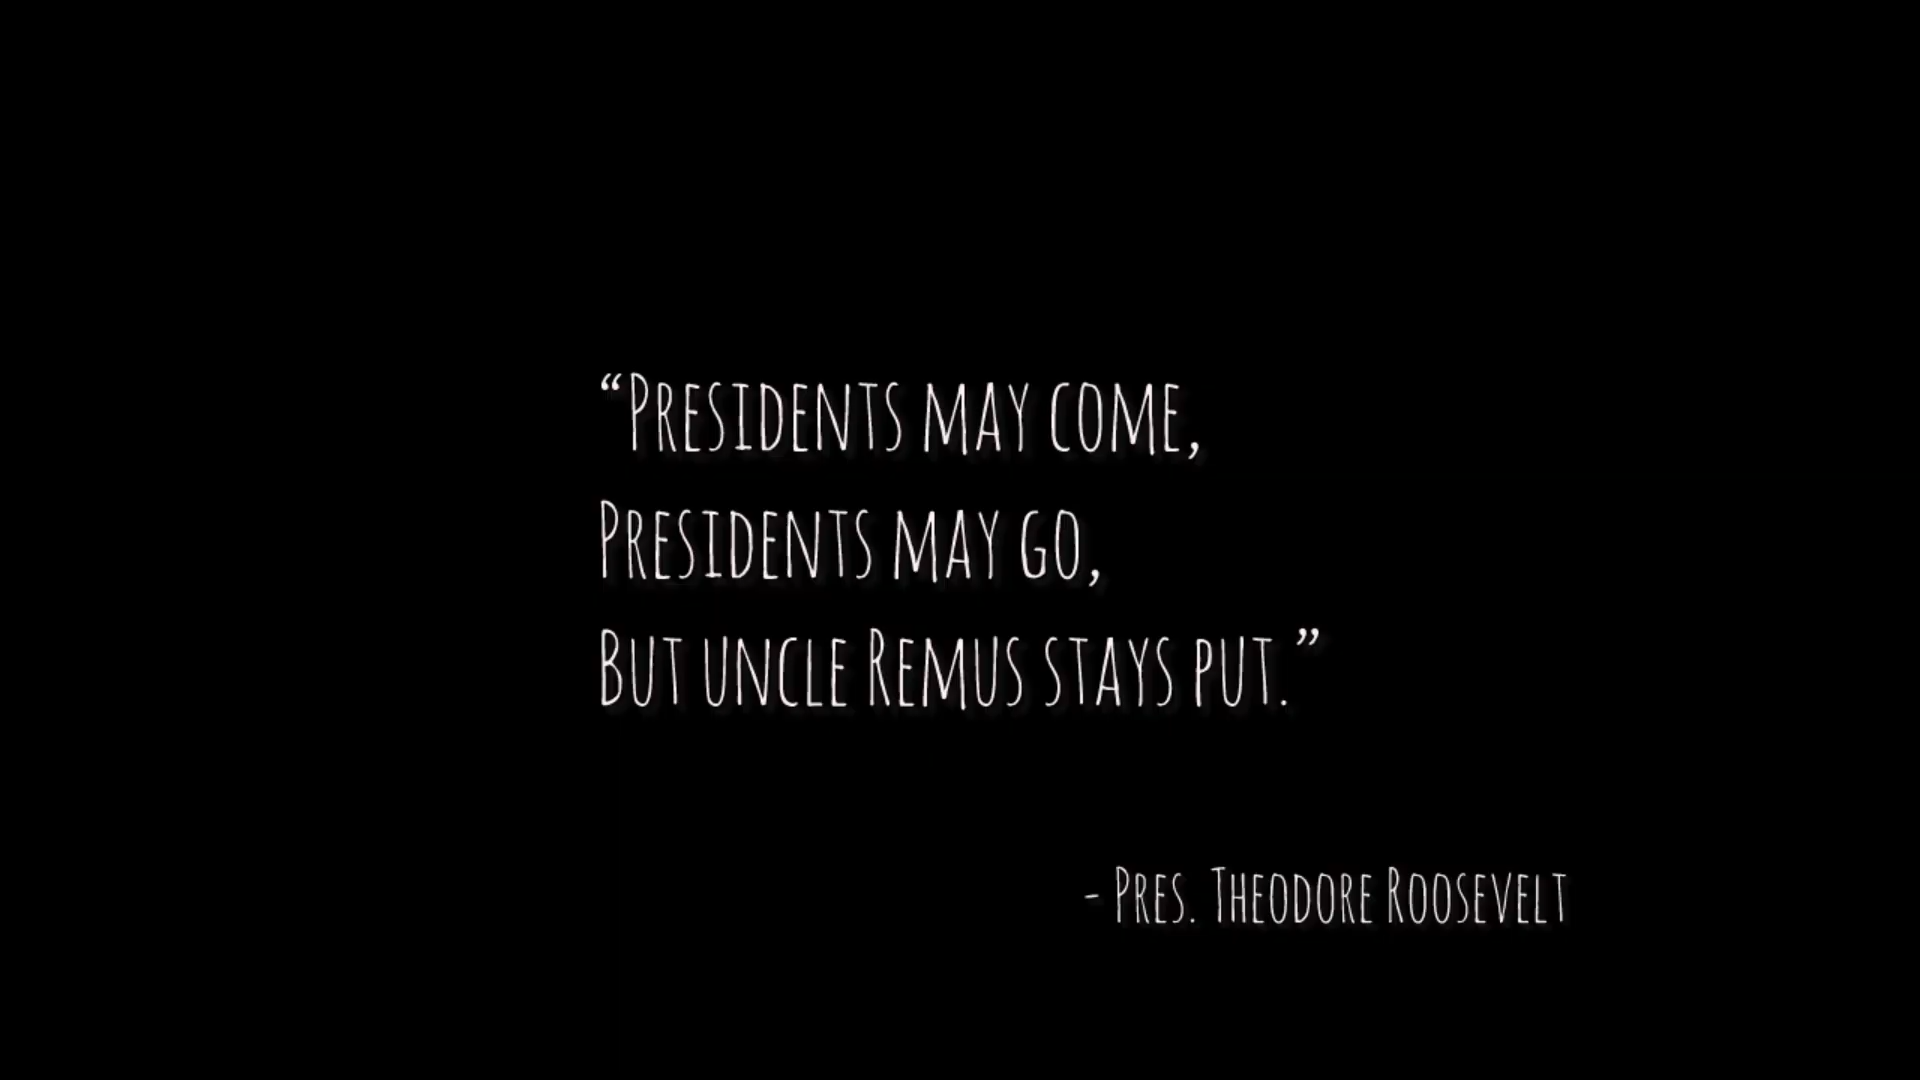 “Presidents may come,
Presidents may go,
But uncle Remus stays put.”
- Pres. Theodore Roosevelt